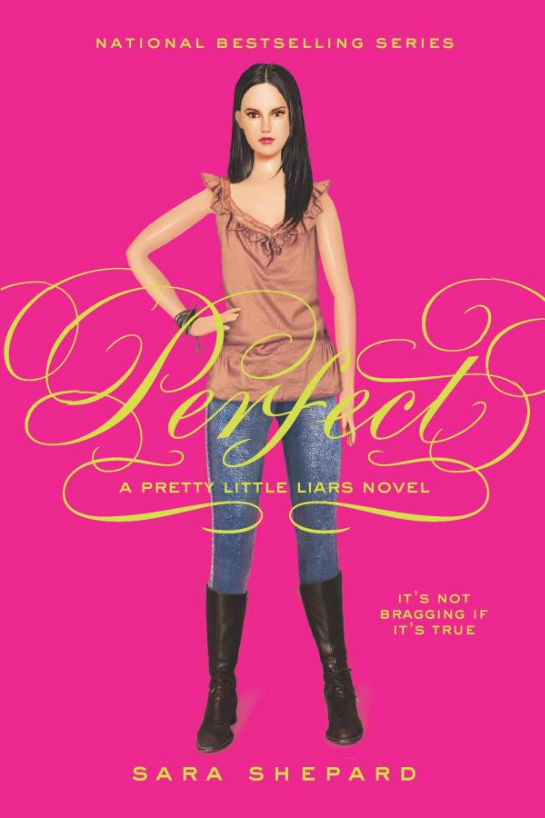 NATIONAL BESTSELLING SERIES
Perfect
A PRETTY LITTLE LIARS NOVEL
IT'S NOT
BRAGGING IF
IT'S TRUE
SARA SHEPARD